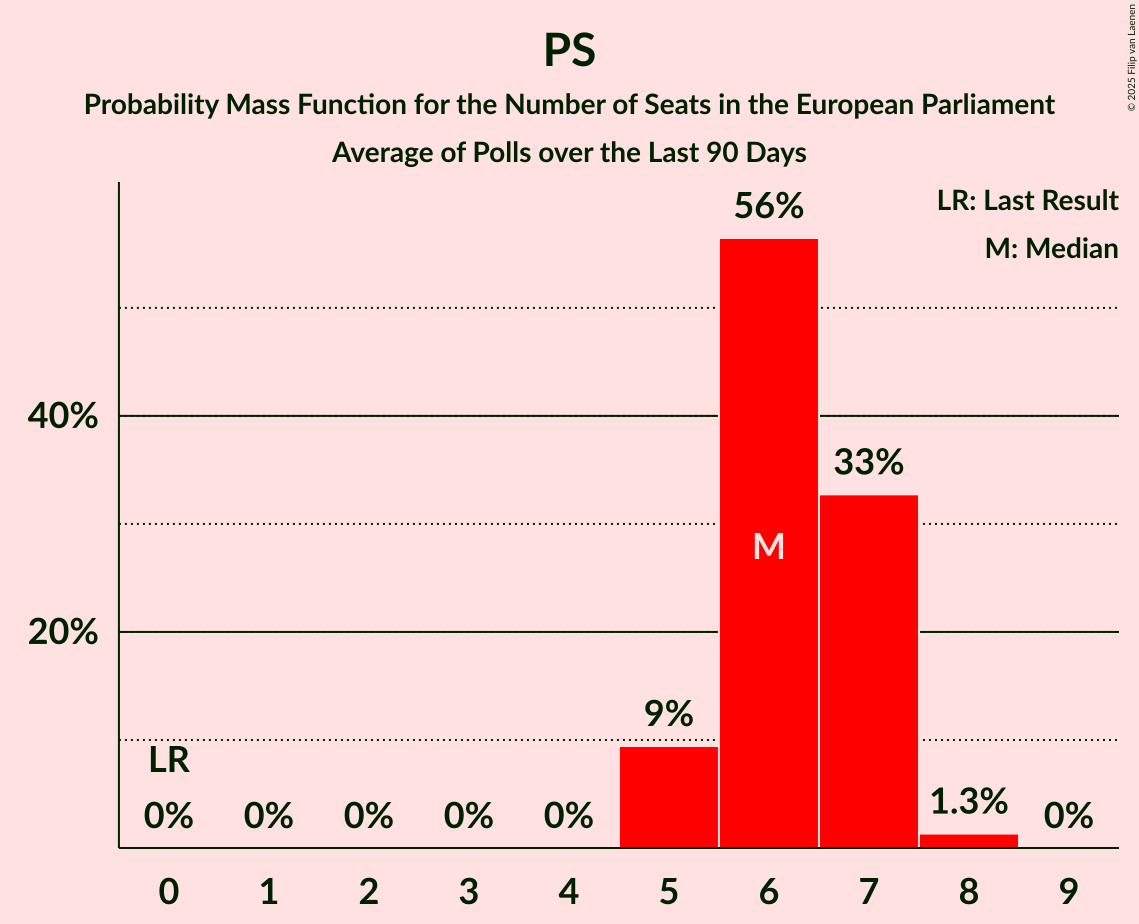 PS
Probability Mass Function for the Number of Seats in the European Parliament
Average of Polls over the Last 90 Days
© 2025 Filip van Laenen
LR: Last Result
M: Median
56%
40%
33%
M
20%
9%
LR
0% 0% 0% 0% 0% 1.3% 0%
0 1 2 3 4 5 6 7 8 9